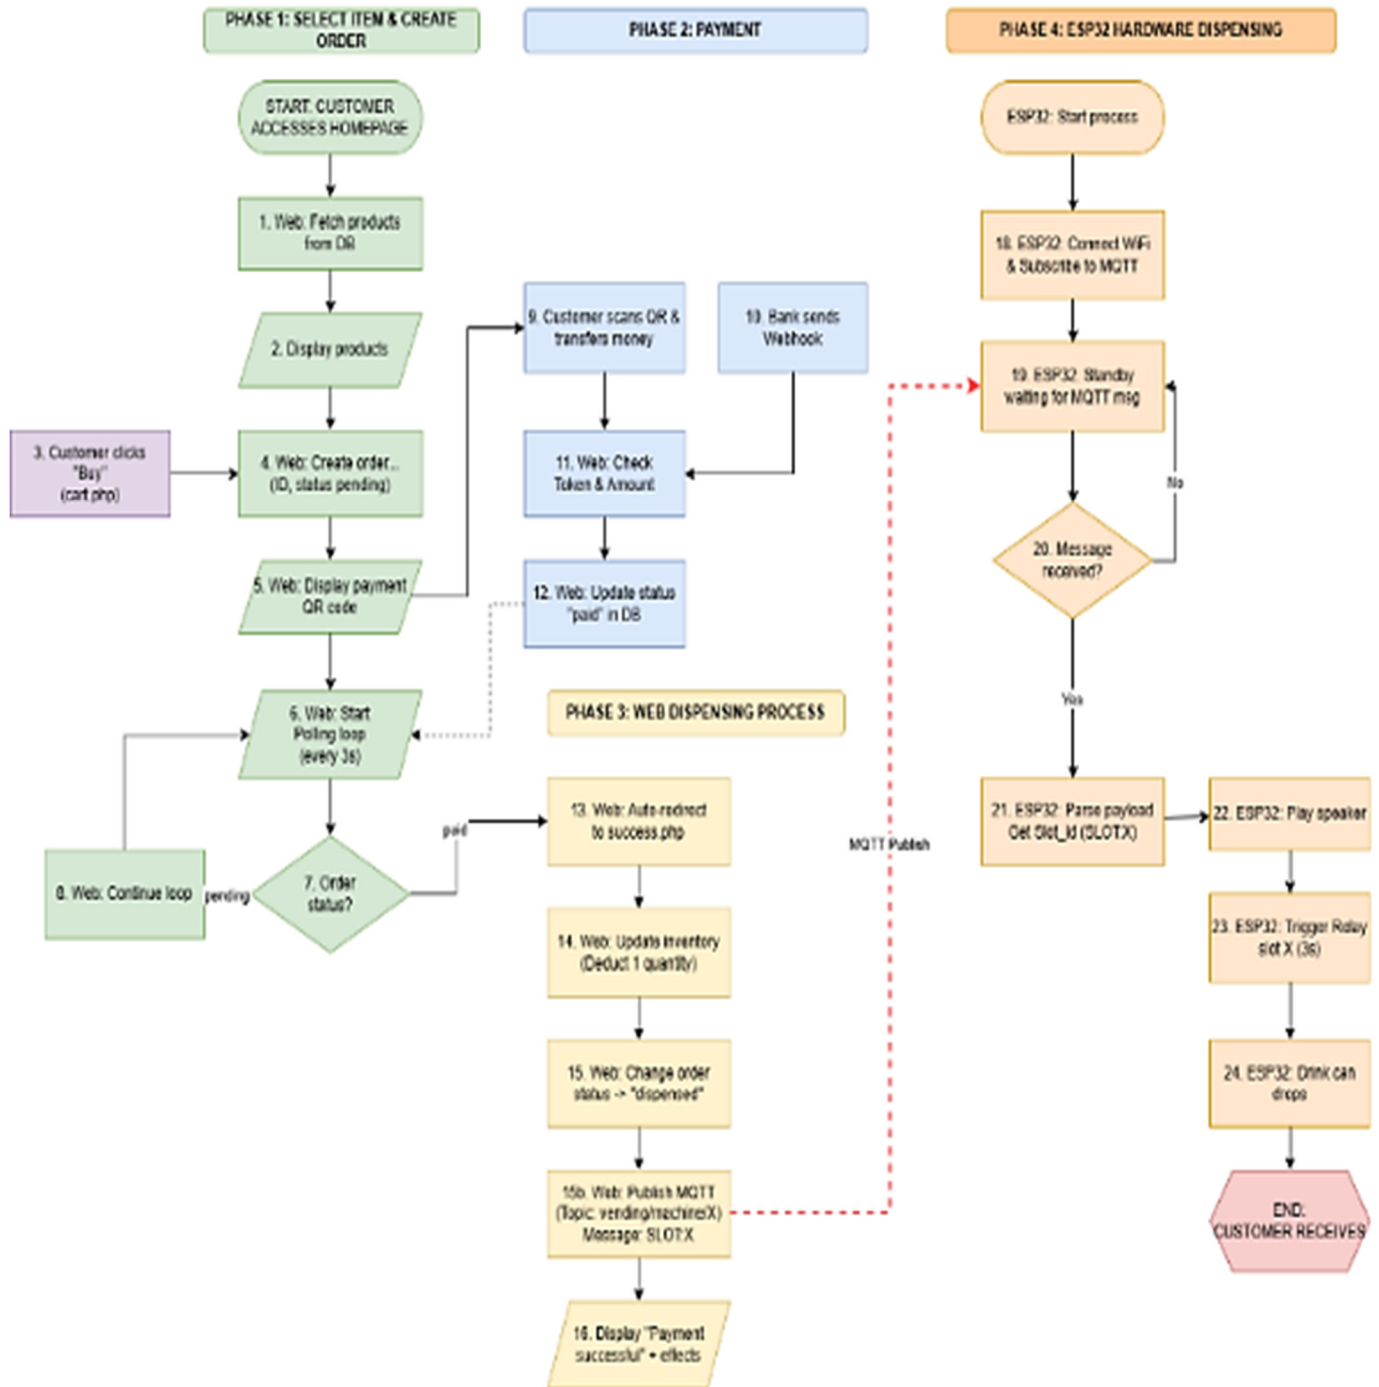 PHASE 1: SELECT ITEM & CREATE
ORDER
START: CUSTOMER
ACCESSES HOMEPAGE
1. Web: Fetch products
from DB
2. Display products
3. Customer clicks
"Buy"
(cart.php)
4. Web: Create order...
(ID, status pending)
5. Web: Display payment
QR code
6. Web: Start
Polling loop
(every 3s)
7. Order
status?
pending
8. Web: Continue loop
paid
PHASE 2: PAYMENT
9. Customer scans QR &
transfers money
10. Bank sends
Webhook
11. Web: Check
Token & Amount
12. Web: Update status
"paid" in DB
PHASE 3: WEB DISPENSING PROCESS
13. Web: Auto-redirect
to success.php
14. Web: Update inventory
(Deduct 1 quantity)
15. Web: Change order
status -> "dispensed"
15b. Web: Publish MQTT
(Topic: vending/machine/X)
Message: SLOT:X
16. Display "Payment
successful" + effects
MQTT Publish
PHASE 4: ESP32 HARDWARE DISPENSING
ESP32: Start process
18. ESP32: Connect WiFi
& Subscribe to MQTT
19. ESP32: Standby
waiting for MQTT msg
No
20. Message
received?
Yes
21. ESP32: Parse payload
Get Slot_Id (SLOT:X)
22. ESP32: Play speaker
23. ESP32: Trigger Relay
slot X (3s)
24. ESP32: Drink can
drops
END:
CUSTOMER RECEIVES